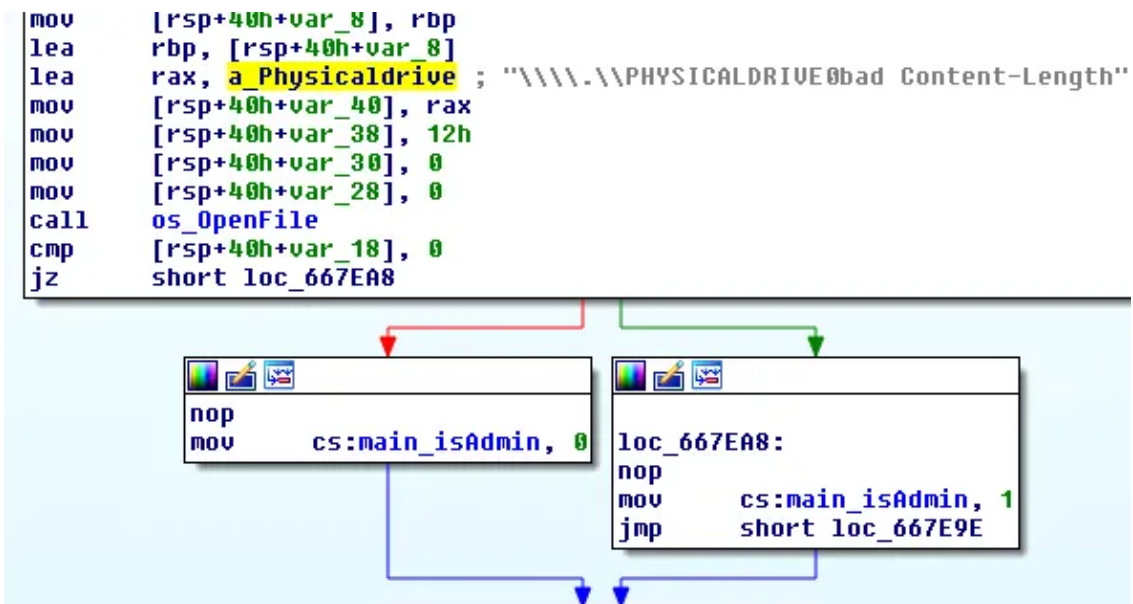 mov [rsp+40h+var_8], rbp
lea rbp, [rsp+40h+var_8]
lea rax, a_Physicaldrive ; "\\\\.\\PHYSICALDRIVE0bad Content-Length"
mov [rsp+40h+var_40], rax
mov [rsp+40h+var_38], 12h
mov [rsp+40h+var_30], 0
mov [rsp+40h+var_28], 0
call os_OpenFile
cmp [rsp+40h+var_18], 0
jz short loc_667EA8
nop
mov cs:main_isAdmin, 0
loc_667EA8:
nop
mov cs:main_isAdmin, 1
jmp short loc_667E9E